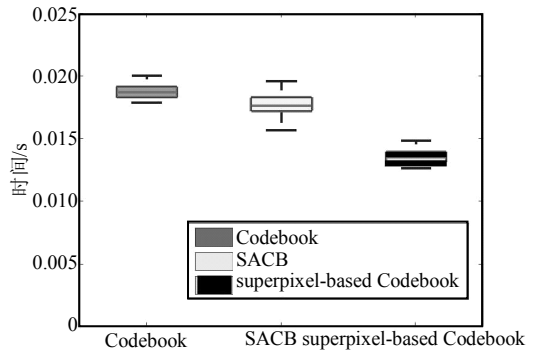 0.025
0.020
0.015
0.010
0.005
0
时间/s
Codebook
SACB
superpixel-based Codebook
Codebook
SACB superpixel-based Codebook